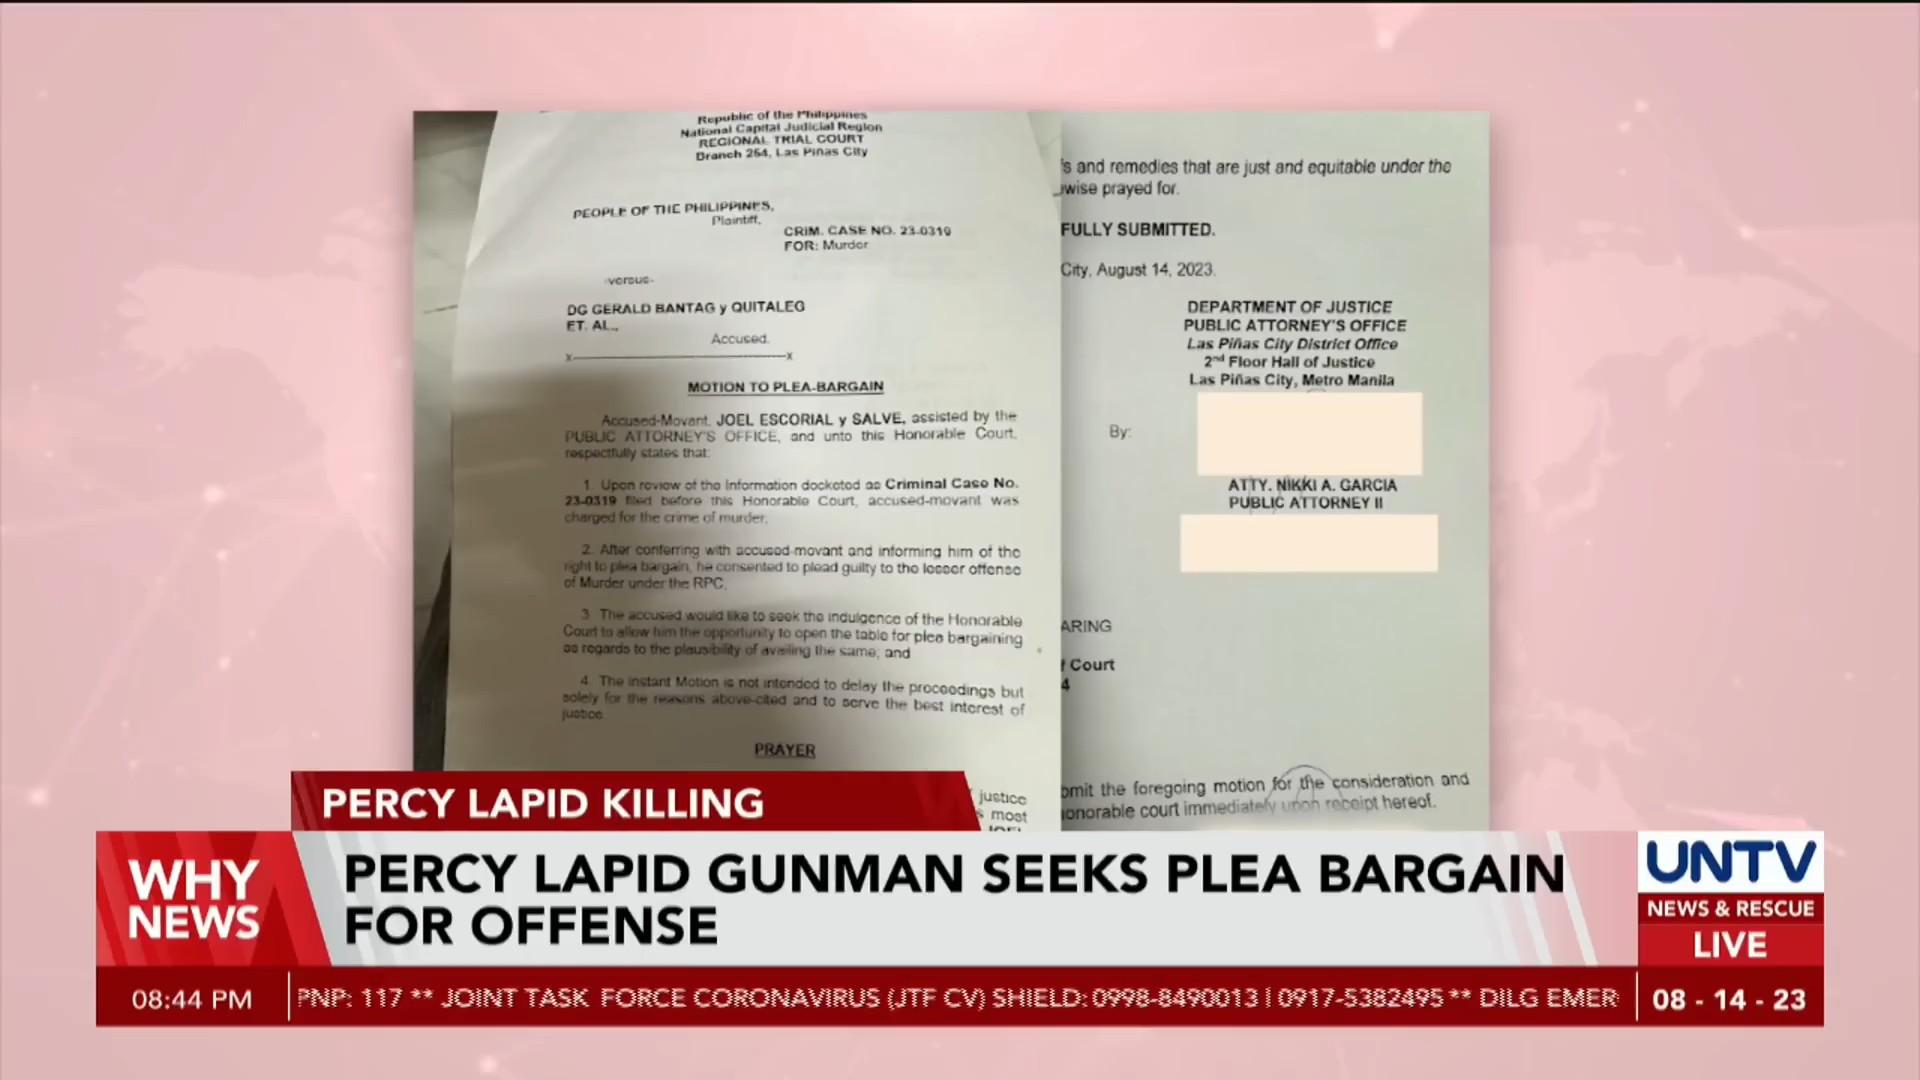 Republic of the Philippines
National Capital Judicial Region
REGIONAL TRIAL COURT
Branch 254, Las Piñas City
PEOPLE OF THE PHILIPPINES,
Plaintiff,
CRIM. CASE NO. 23-0319
FOR: Murder
-versus-
DG GERALD BANTAG y QUITALEG
ET. AL.,
Accused.
x-----------------------------------x
MOTION TO PLEA-BARGAIN
Accused-Movant, JOEL ESCORIAL y SALVE, assisted by the
PUBLIC ATTORNEY'S OFFICE, and unto this Honorable Court,
respectfully states that:
1. Upon review of the Information docketed as Criminal Case No.
23-0319 filed before this Honorable Court, accused-movant was
charged for the crime of murder;
2. After conferring with accused-movant and informing him of the
right to plea bargain, he consented to plead guilty to the lesser offense
of Murder under the RPC.
3. The accused would like to seek the indulgence of the Honorable
Court to allow him the opportunity to open the table for plea bargaining
as regards to the plausibility of availing the same; and
4. The instant Motion is not intended to delay the proceedings but
solely for the reasons above-cited and to serve the best interest of
justice.
PRAYER
justice
most
s and remedies that are just and equitable under the
wise prayed for.
FULLY SUBMITTED.
City, August 14, 2023.
DEPARTMENT OF JUSTICE
PUBLIC ATTORNEY'S OFFICE
Las Piñas City District Office
2nd Floor Hall of Justice
Las Piñas City, Metro Manila
By:
ATTY. NIKKI A. GARCIA
PUBLIC ATTORNEY II
ARING
f Court
4
omit the foregoing motion for the consideration and
onorable court immediately upon receipt hereof.
PERCY LAPID KILLING
WHY
NEWS
PERCY LAPID GUNMAN SEEKS PLEA BARGAIN
FOR OFFENSE
UNTV
NEWS & RESCUE
LIVE
08:44 PM
PNP: 117 ** JOINT TASK FORCE CORONAVIRUS (JTF CV) SHIELD: 0998-8490013 | 0917-5382495 ** DILG EMER
08 - 14 - 23